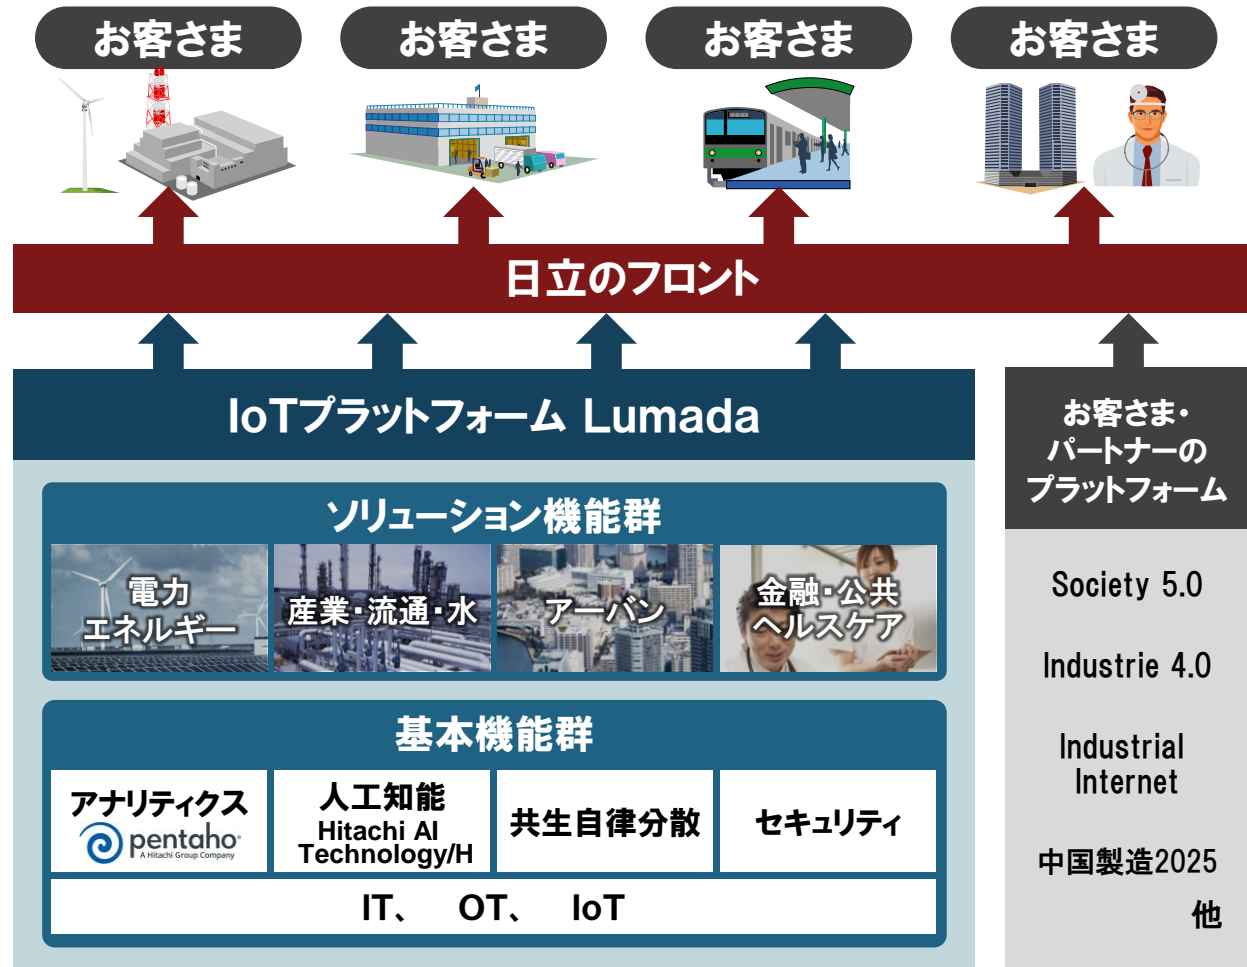 お客さま
お客さま
お客さま
お客さま
日立のフロント
IoTプラットフォーム Lumada
ソリューション機能群
電力
エネルギー
産業・流通・水
アーバン
金融・公共
ヘルスケア
基本機能群
アナリティクス
pentaho
A Hitachi Group Company
人工知能
Hitachi AI
Technology/H
共生自律分散
セキュリティ
IT、 OT、 IoT
お客さま・
パートナーの
プラットフォーム
Society 5.0
Industrie 4.0
Industrial
Internet
中国製造2025
他